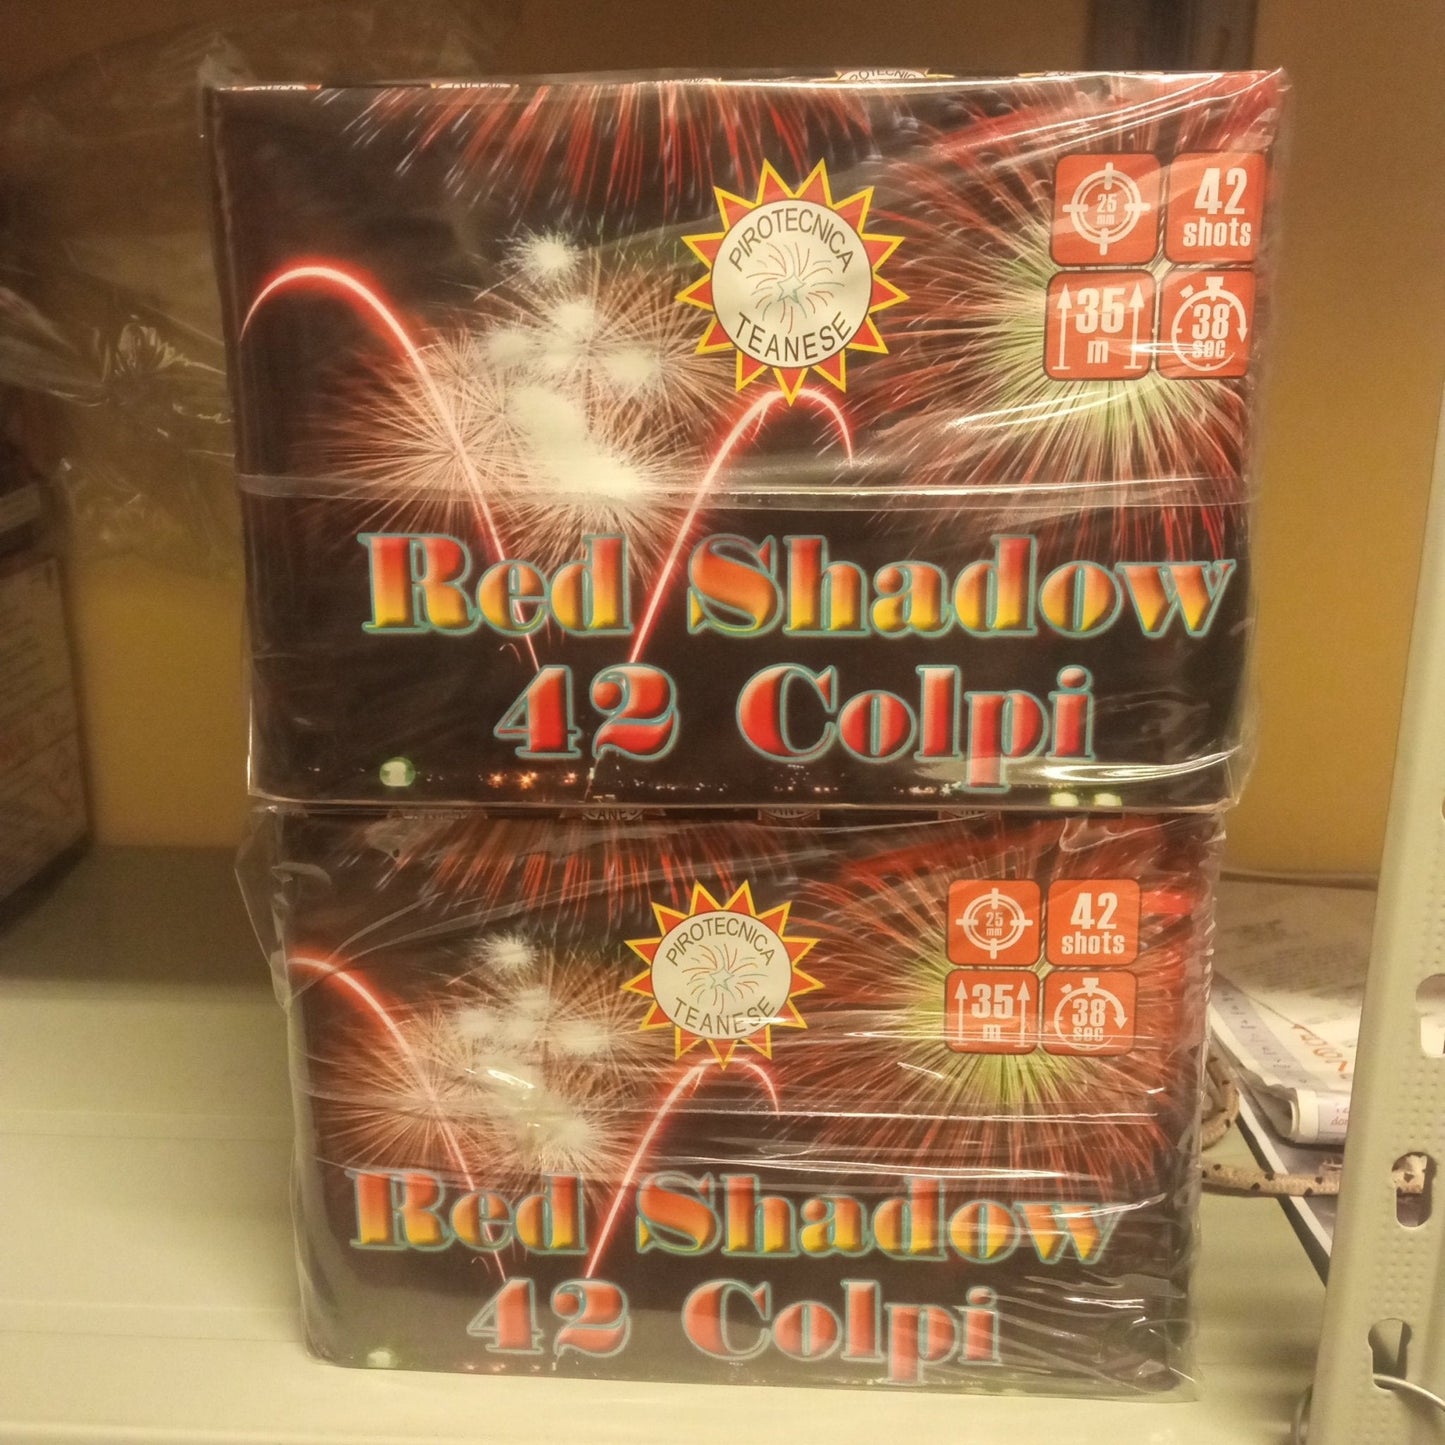 PIROTECNICA
TEANESE
25
mm
42
shots
35
m
38
sec
Red Shadow
42 Colpi
PIROTECNICA
TEANESE
25
mm
42
shots
35
m
38
sec
Red Shadow
42 Colpi